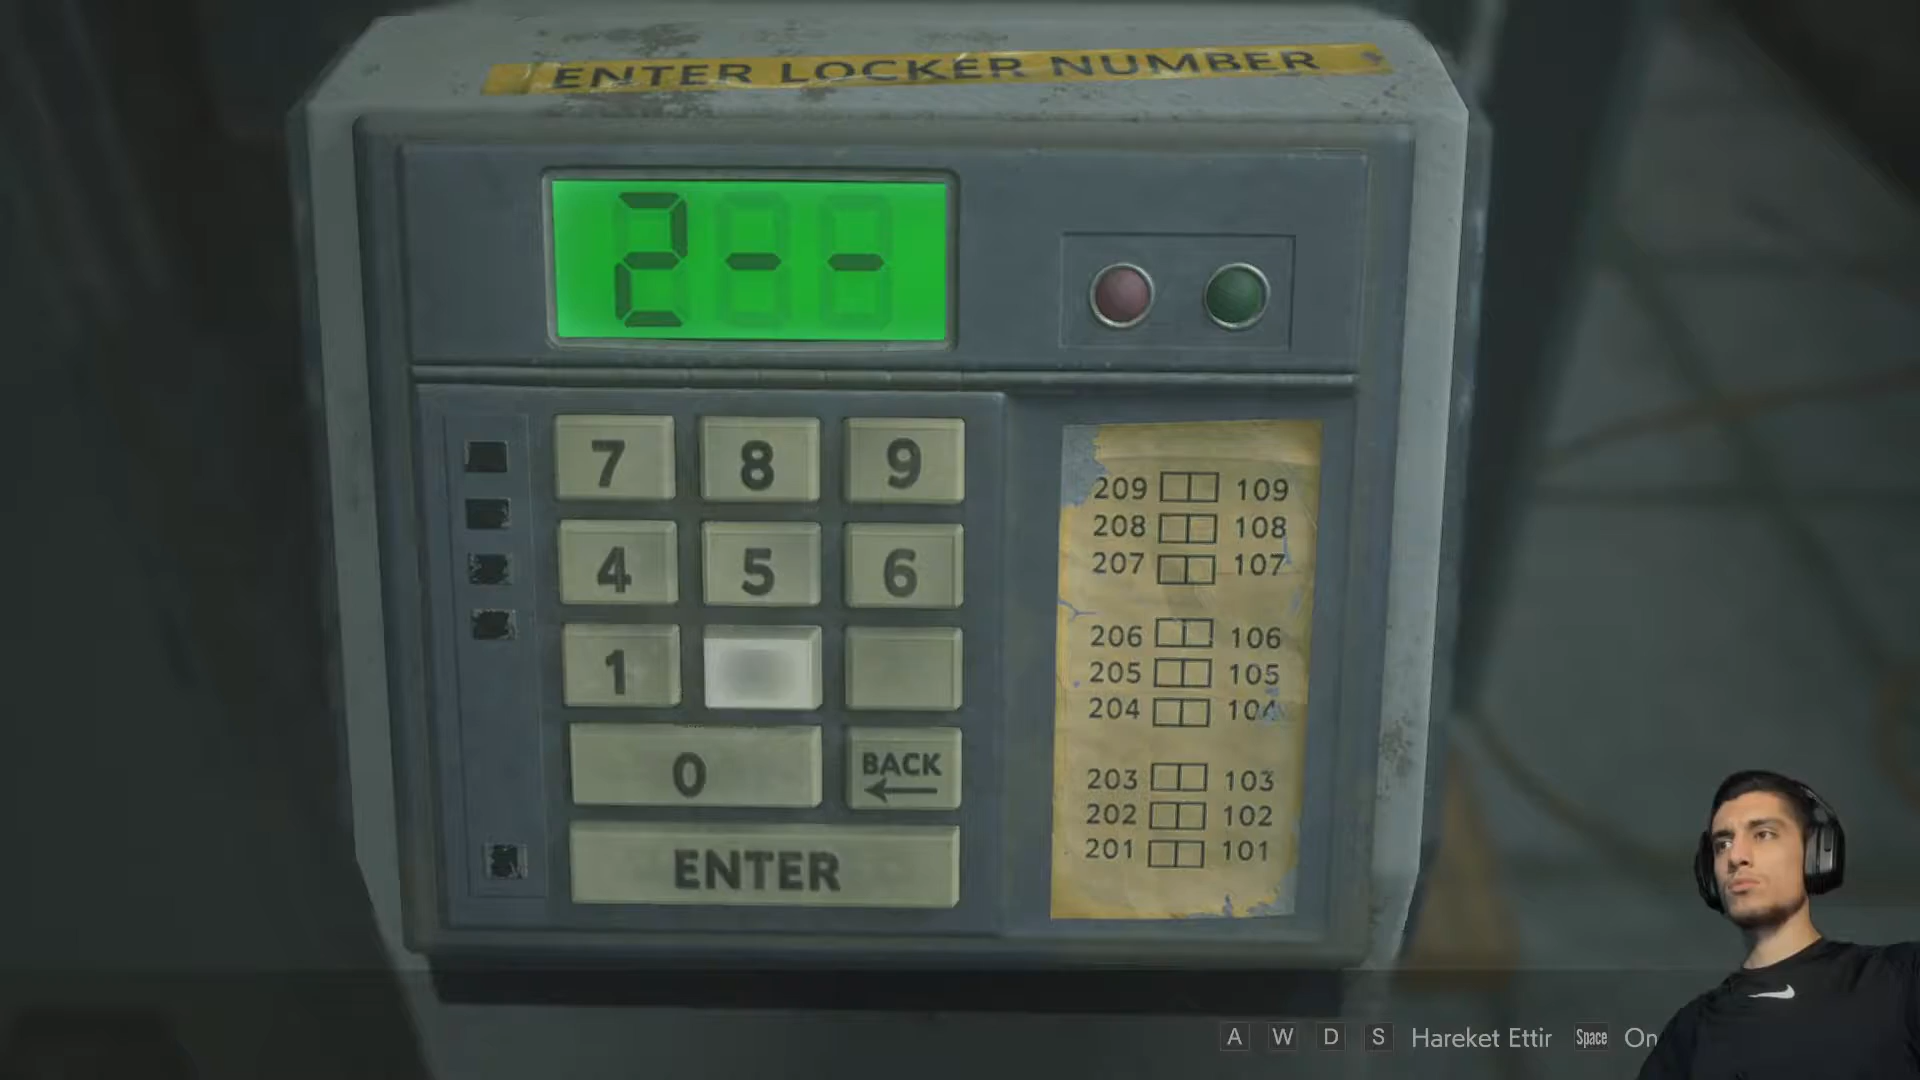 ENTER LOCKER NUMBER
2--
7 8 9
4 5 6
1
0 BACK
ENTER
209 109
208 108
207 107
206 106
205 105
204 104
203 103
202 102
201 101
A W D S Hareket Ettir Space On